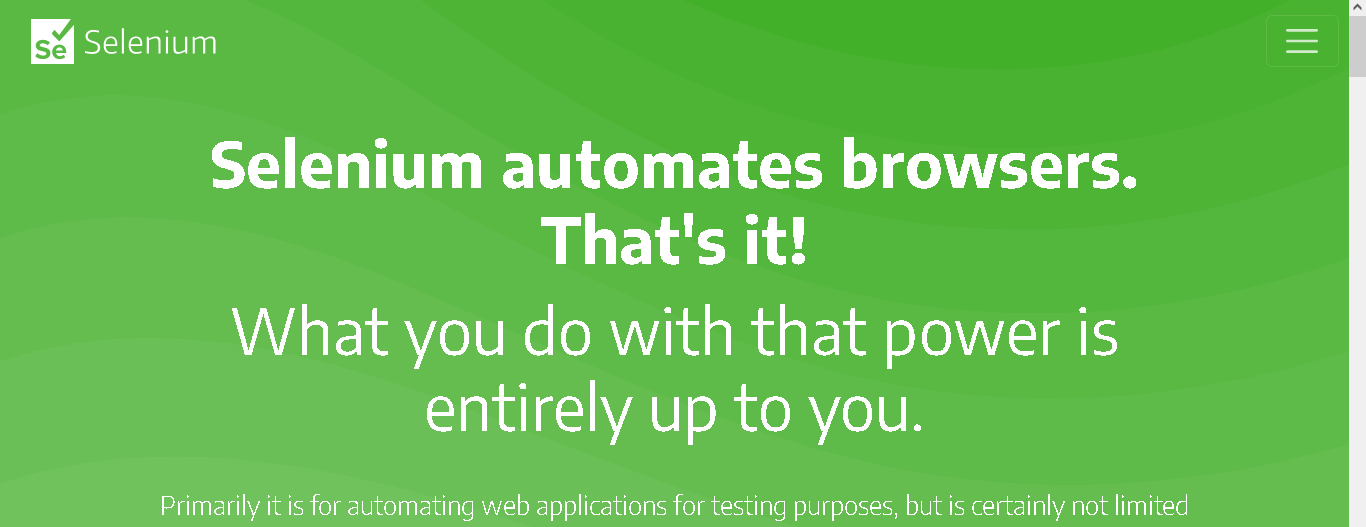 Se Selenium
Selenium automates browsers.
That's it!
What you do with that power is
entirely up to you.
Primarily it is for automating web applications for testing purposes, but is certainly not limited